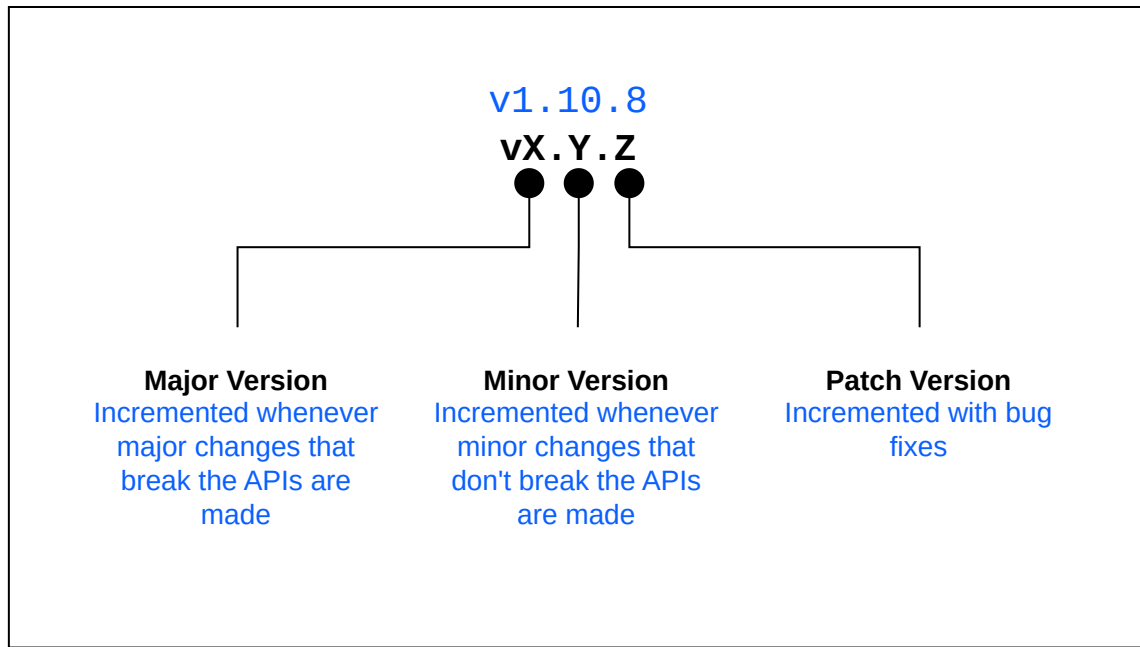 v1.10.8
vX.Y.Z
Major Version
Incremented whenever
major changes that
break the APIs are
made
Minor Version
Incremented whenever
minor changes that
don't break the APIs
are made
Patch Version
Incremented with bug
fixes